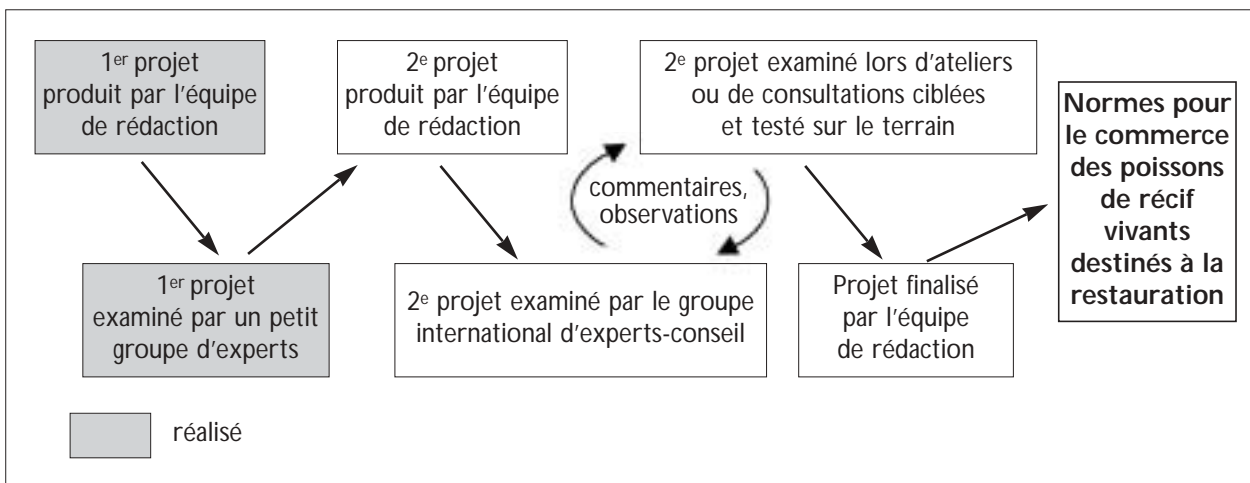 1er projet
produit par l'équipe
de rédaction
2e projet
produit par l'équipe
de rédaction
2e projet examiné lors d'ateliers
ou de consultations ciblées
et testé sur le terrain
Normes pour
le commerce
des poissons
de récif
vivants
destinés à la
restauration
commentaires,
observations
1er projet
examiné par un petit
groupe d'experts
2e projet examiné par le groupe
international d'experts-conseil
Projet finalisé
par l'équipe
de rédaction
réalisé